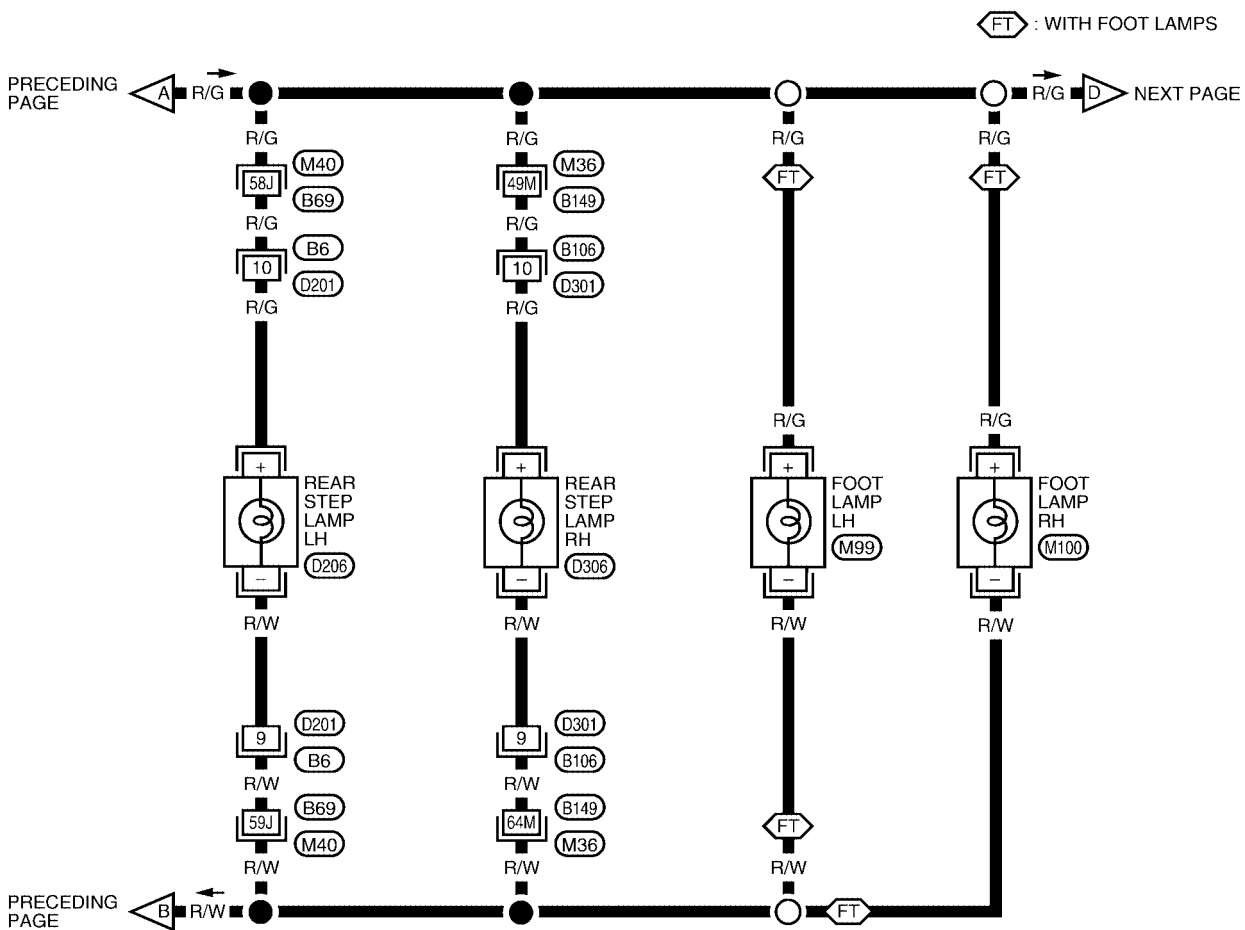 FT : WITH FOOT LAMPS
PRECEDING
PAGE
A R/G R/G D NEXT PAGE
R/G R/G R/G R/G
58J M40 49M M36 FT FT
B69 B149
R/G R/G
10 B6 10 B106
D201 D301
R/G R/G
R/G R/G
+ + + +
REAR
STEP
LAMP
LH
D206
REAR
STEP
LAMP
RH
D306
FOOT
LAMP
LH
M99
FOOT
LAMP
RH
M100
– – – –
R/W R/W R/W R/W
9 D201 9 D301
B6 B106
R/W R/W
59J B69 64M B149 FT
M40 M36
R/W R/W R/W
PRECEDING
PAGE
B R/W FT